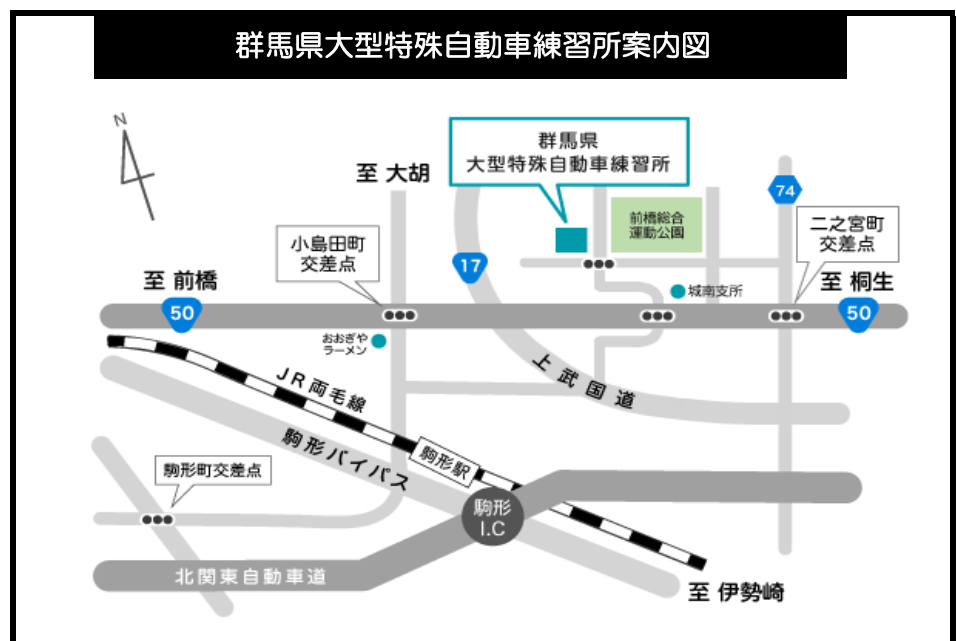 群馬県大型特殊自動車練習所案内図
N
群馬県
大型特殊自動車練習所
至 大胡
74
前橋総合
運動公園
二之宮町
交差点
小島田町
交差点
17
至 前橋
至 桐生
城南支所
50
50
おおぎや
ラーメン
JR両毛線
上武国道
駒形バイパス
駒形駅
駒形町交差点
駒形
I.C
北関東自動車道
至 伊勢崎